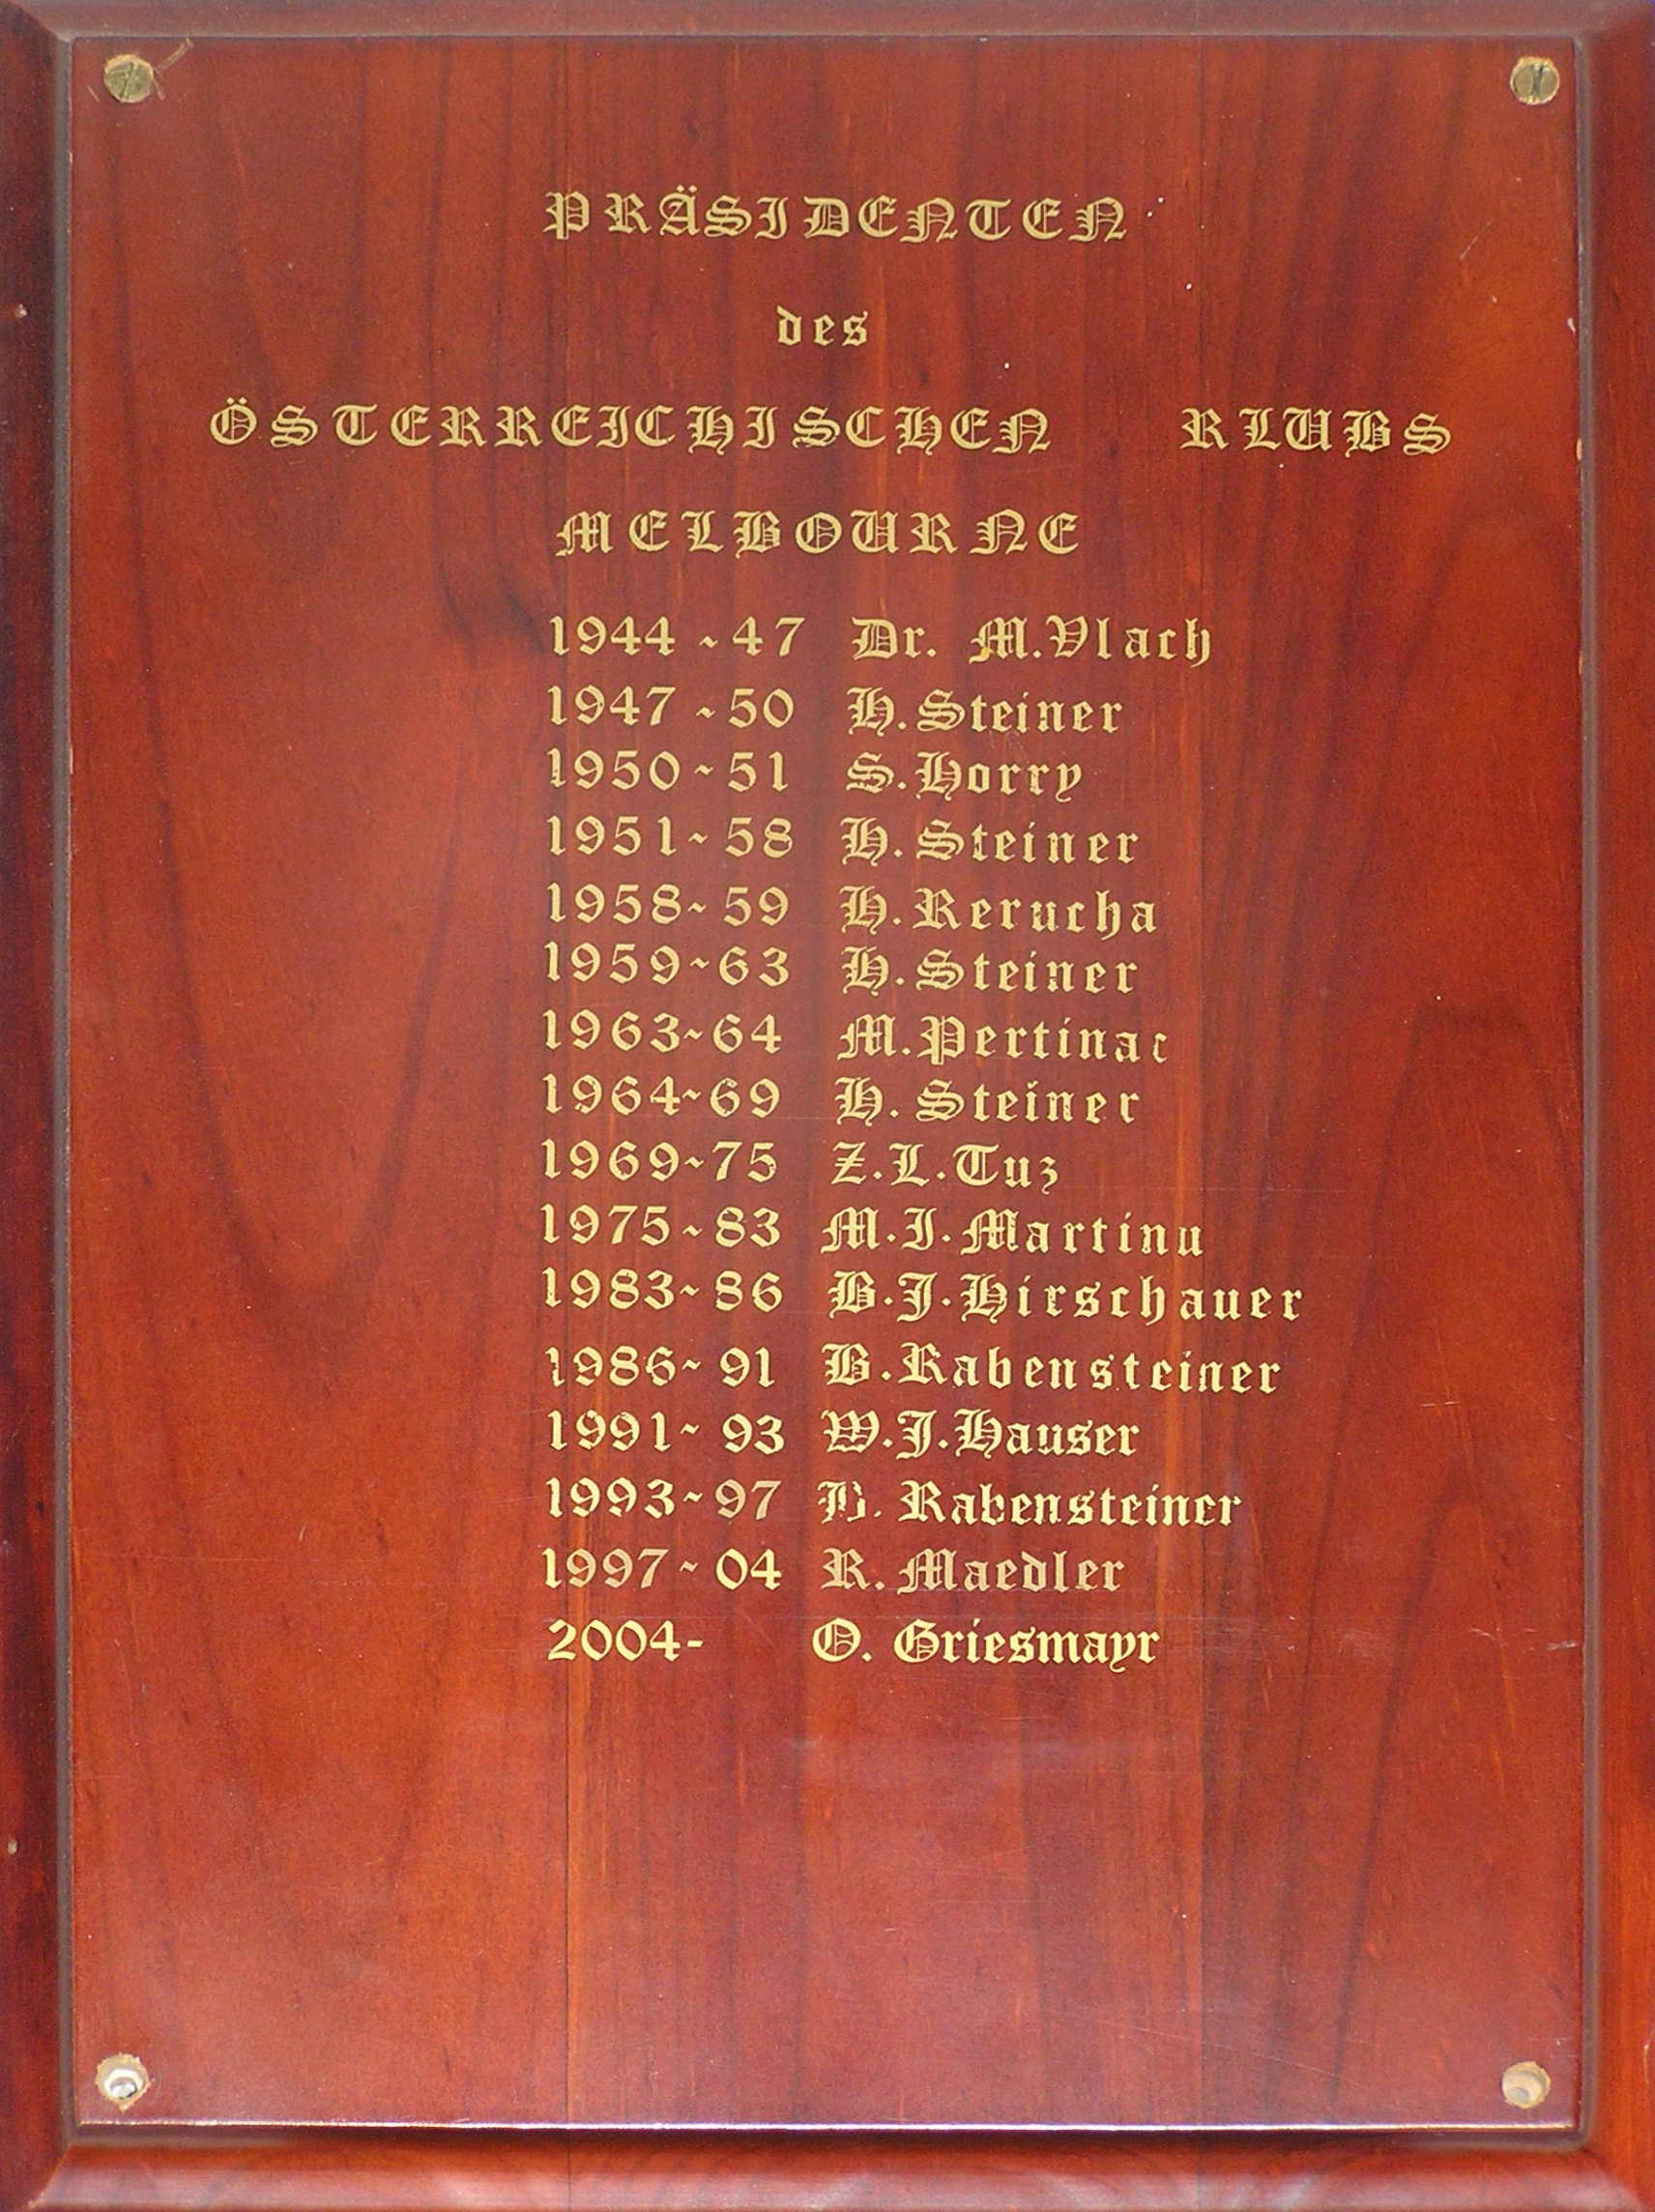 PRÄSIDENTEN
des
ÖSTERREICHISCHEN KLUBS
MELBOURNE
1944-47 Dr. M.Vlach
1947-50 H.Steiner
1950-51 S.Horry
1951-58 H.Steiner
1958-59 H.Rerucha
1959-63 H.Steiner
1963-64 M.Pertinac
1964-69 H. Steiner
1969-75 Z.L.Tuz
1975-83 M.I.Martinu
1983-86 B.J.Hirschauer
1986-91 B.Rabensteiner
1991-93 W.J.Hauser
1993-97 B. Rabensteiner
1997-04 R. Maedler
2004- O. Griesmayr